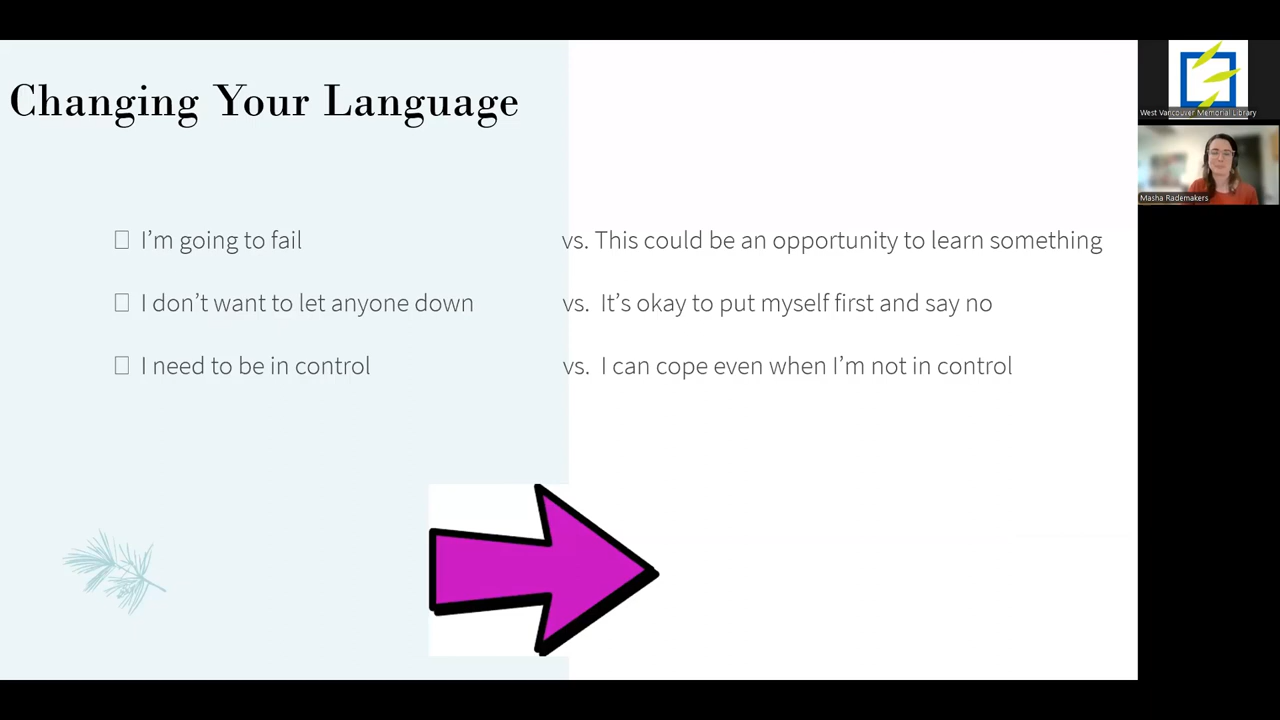 Changing Your Language
I'm going to fail vs. This could be an opportunity to learn something
I don't want to let anyone down vs. It's okay to put myself first and say no
I need to be in control vs. I can cope even when I'm not in control
West Vancouver Memorial Library
Masha Rademakers